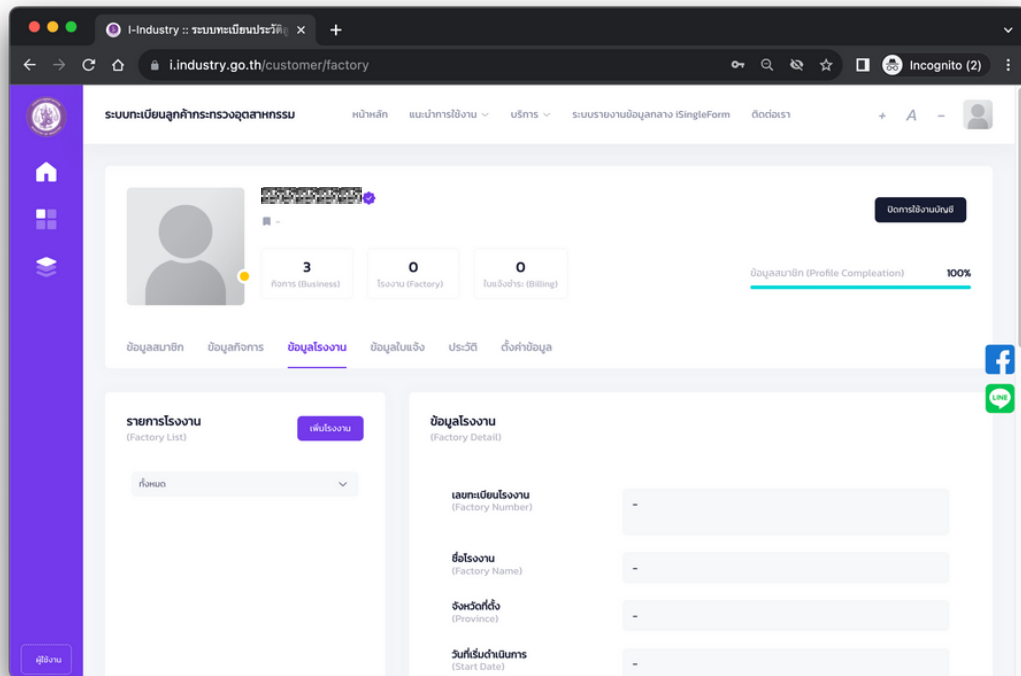 I-Industry :: ระบบทะเบียนประวัติ
i.industry.go.th/customer/factory
Incognito (2)
ระบบทะเบียนลูกค้ากระทรวงอุตสาหกรรม
หน้าหลัก
แนะนำการใช้งาน
บริการ
ระบบรายงานข้อมูลกลาง iSingleForm
ติดต่อเรา
+ A -
-
ปิดการใช้งานบัญชี
3
กิจการ (Business)
0
โรงงาน (Factory)
0
ใบแจ้งชำระ (Billing)
ข้อมูลสมาชิก (Profile Compleation)
100%
ข้อมูลสมาชิก
ข้อมูลกิจการ
ข้อมูลโรงงาน
ข้อมูลใบแจ้ง
ประวัติ
ตั้งค่าข้อมูล
LINE
รายการโรงงาน
(Factory List)
เพิ่มโรงงาน
ทั้งหมด
ข้อมูลโรงงาน
(Factory Detail)
เลขทะเบียนโรงงาน
(Factory Number)
-
ชื่อโรงงาน
(Factory Name)
-
จังหวัดที่ตั้ง
(Province)
-
วันที่เริ่มดำเนินการ
(Start Date)
-
ผู้ใช้งาน